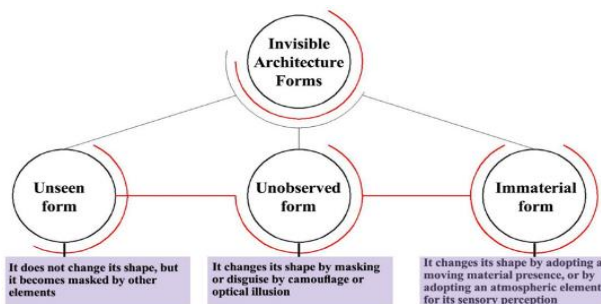 Invisible
Architecture
Forms
Unseen
form
Unobserved
form
Immaterial
form
It does not change its shape, but
it becomes masked by other
elements
It changes its shape by masking
or disguise by camouflage or
optical illusion
It changes its shape by adopting a
moving material presence, or by
adopting an atmospheric element
for its sensory perception